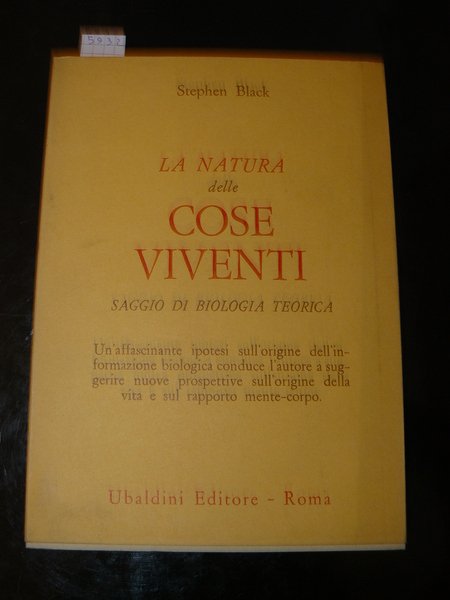 5932
Stephen Black
LA NATURA
delle
COSE
VIVENTI
SAGGIO DI BIOLOGIA TEORICA
Un'affascinante ipotesi sull'origine dell'in-
formazione biologica conduce l'autore a sug-
gerire nuove prospettive sull'origine della
vita e sul rapporto mente-corpo.
Ubaldini Editore - Roma